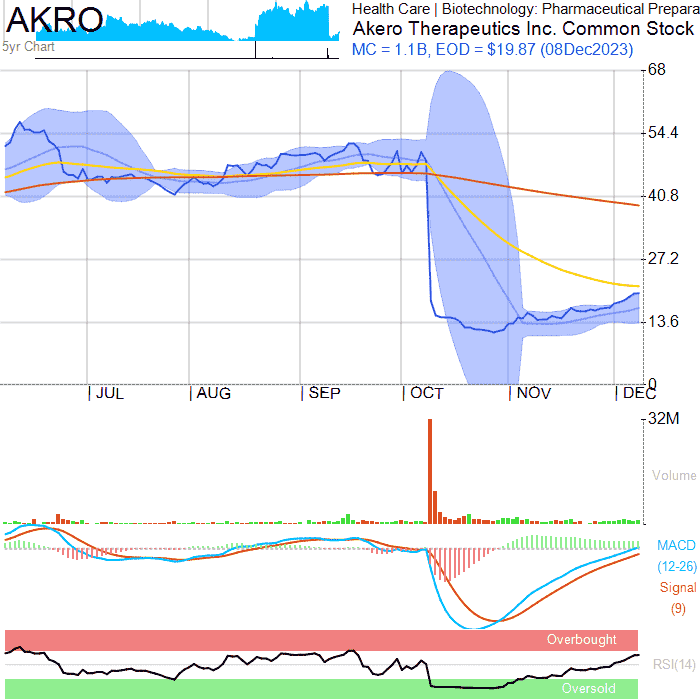 AKRO
5yr Chart
Health Care | Biotechnology: Pharmaceutical Prepara
Akero Therapeutics Inc. Common Stock
MC = 1.1B, EOD = $19.87 (08Dec2023)
68
54.4
40.8
27.2
13.6
0
JUL AUG SEP OCT NOV DEC
32M
Volume
MACD
(12-26)
Signal
(9)
Overbought
RSI(14)
Oversold